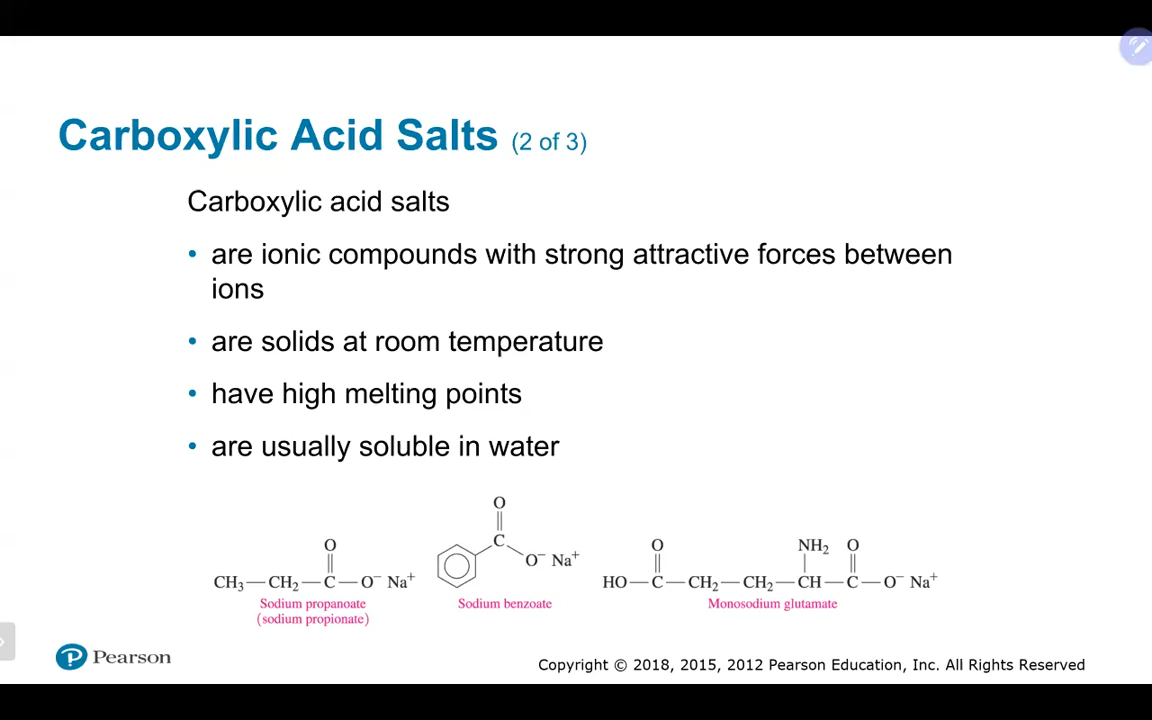 Carboxylic Acid Salts (2 of 3)
Carboxylic acid salts
• are ionic compounds with strong attractive forces between
ions
• are solids at room temperature
• have high melting points
• are usually soluble in water
O
CH₃—CH₂—C—O⁻ Na⁺
Sodium propanoate
(sodium propionate)
O
C
O⁻ Na⁺
Sodium benzoate
O NH₂ O
HO—C—CH₂—CH₂—CH—C—O⁻ Na⁺
Monosodium glutamate
P Pearson
Copyright © 2018, 2015, 2012 Pearson Education, Inc. All Rights Reserved